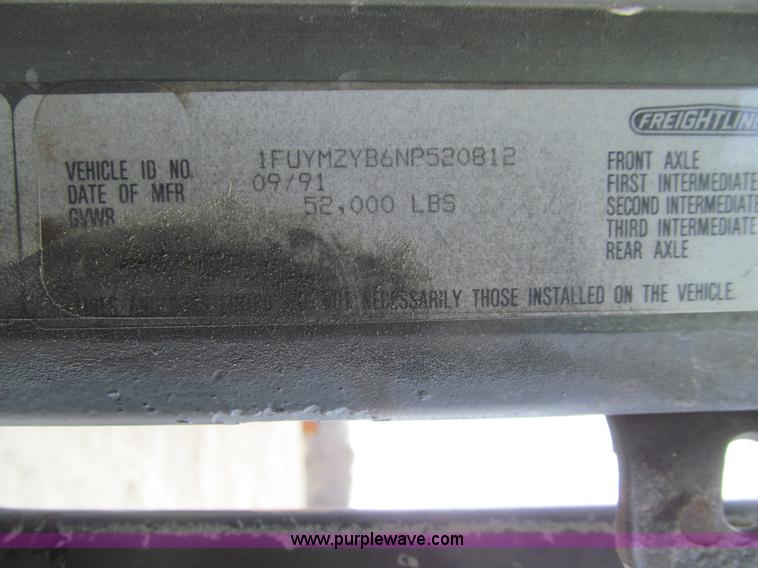 FREIGHTLIN
VEHICLE ID NO. 1FUYMZYB6NP520812
DATE OF MFR 09/91
GVWR 52,000 LBS
FRONT AXLE
FIRST INTERMEDIATE
SECOND INTERMEDIATE
THIRD INTERMEDIATE
REAR AXLE
NOT NECESSARILY THOSE INSTALLED ON THE VEHICLE.
www.purplewave.com